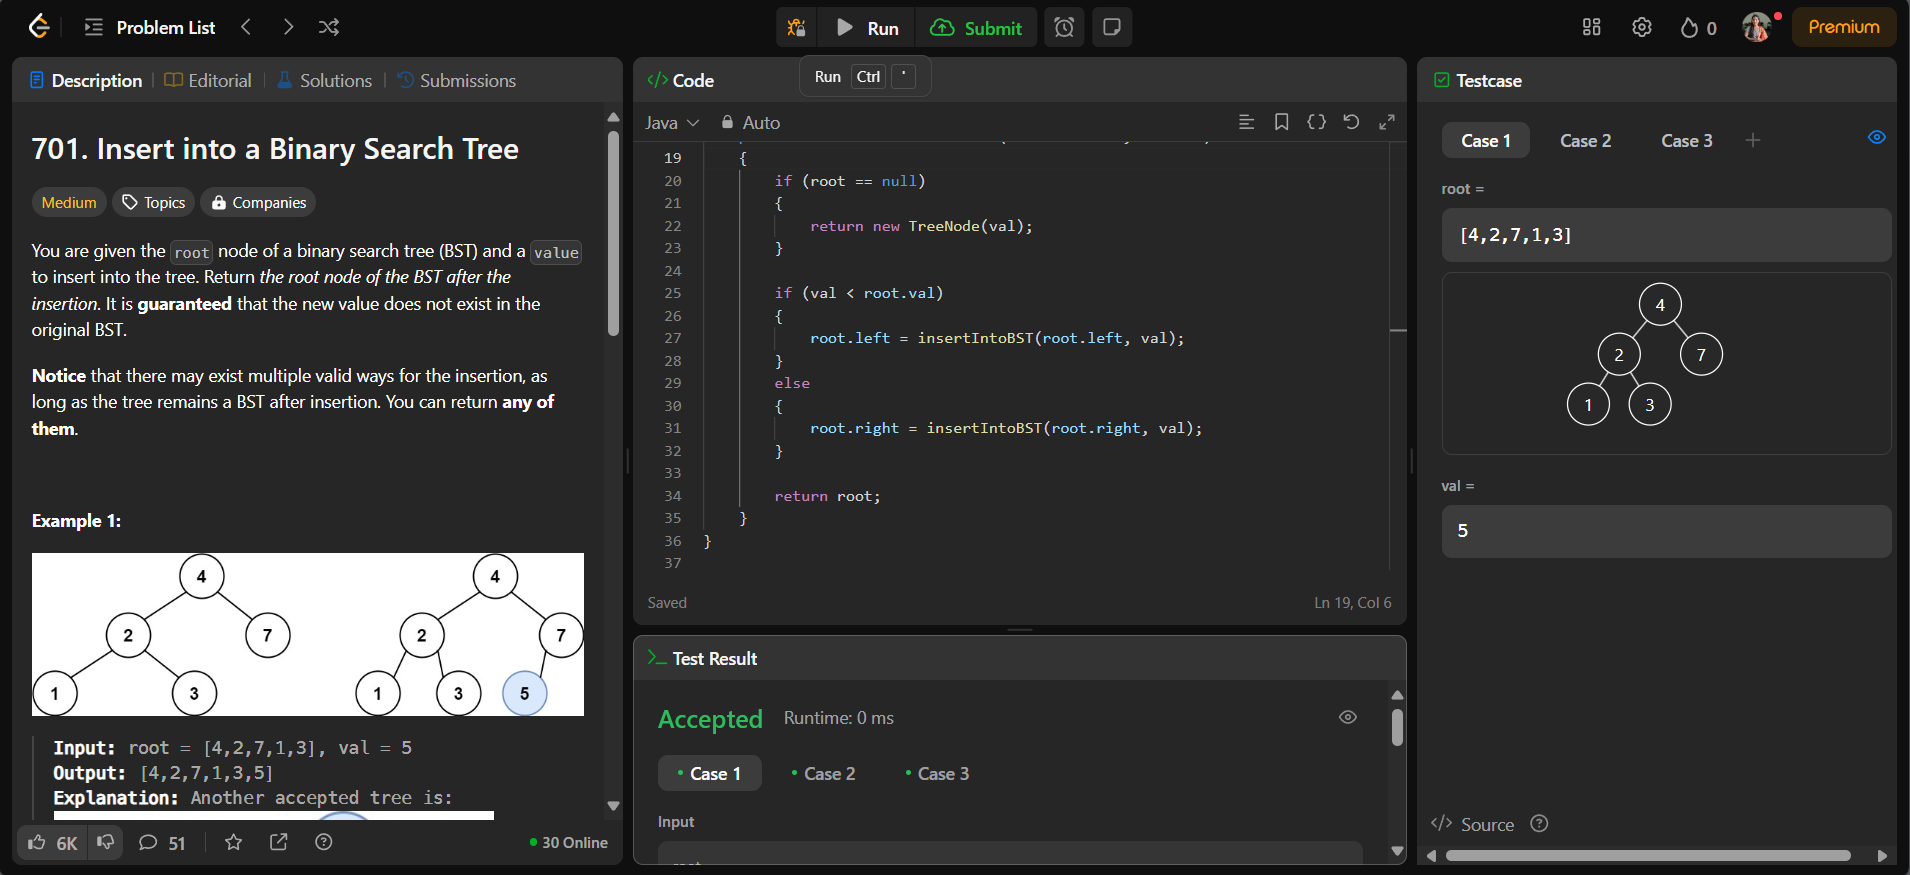 Problem List
Run
Submit
0
Premium
Description
Editorial
Solutions
Submissions
701. Insert into a Binary Search Tree
Medium
Topics
Companies
You are given the root node of a binary search tree (BST) and a value
to insert into the tree. Return the root node of the BST after the
insertion. It is guaranteed that the new value does not exist in the
original BST.
Notice that there may exist multiple valid ways for the insertion, as
long as the tree remains a BST after insertion. You can return any of
them.
Example 1:
4
2
7
1
3
4
2
7
1
3
5
Input: root = [4,2,7,1,3], val = 5
Output: [4,2,7,1,3,5]
Explanation: Another accepted tree is:
6K
51
30 Online
Code
Run Ctrl '
Java
Auto
19 {
20 if (root == null)
21 {
22 return new TreeNode(val);
23 }
24
25 if (val < root.val)
26 {
27 root.left = insertIntoBST(root.left, val);
28 }
29 else
30 {
31 root.right = insertIntoBST(root.right, val);
32 }
33
34 return root;
35 }
36 }
37
Saved
Ln 19, Col 6
Test Result
Accepted
Runtime: 0 ms
Case 1
Case 2
Case 3
Input
Testcase
Case 1
Case 2
Case 3
root =
[4,2,7,1,3]
4
2
7
1
3
val =
5
Source